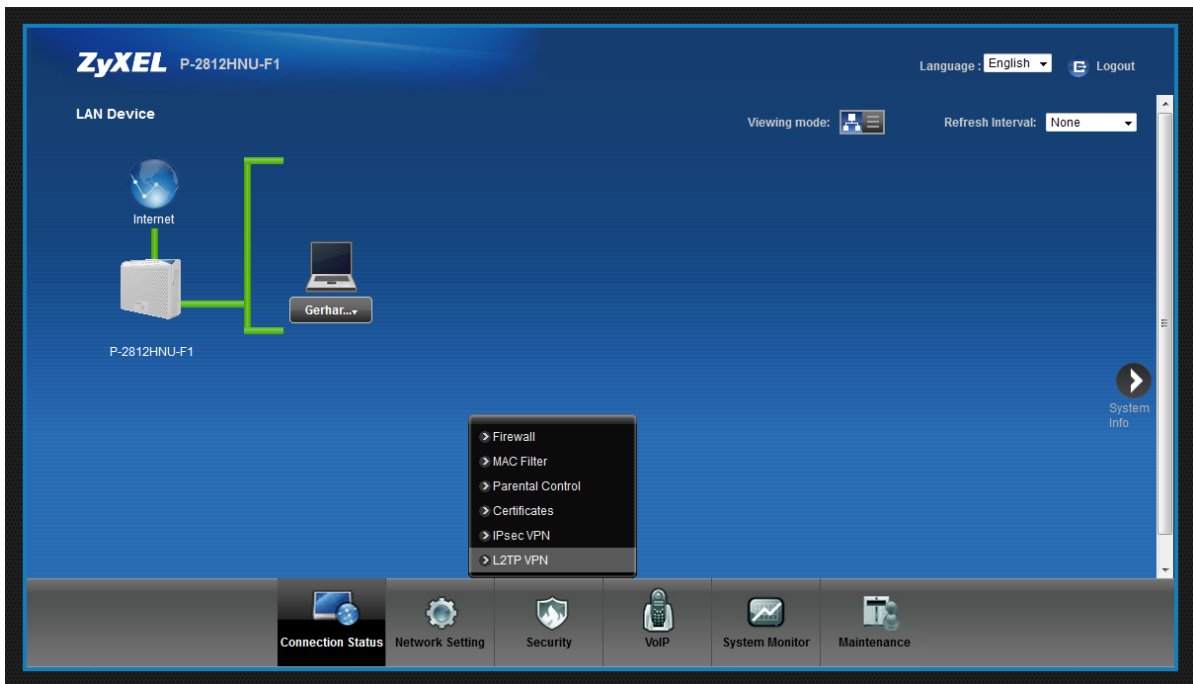 ZyXEL P-2812HNU-F1
Language : English
Logout
LAN Device
Viewing mode:
Refresh Interval: None
Internet
Gerhar...
P-2812HNU-F1
System
Info
Firewall
MAC Filter
Parental Control
Certificates
IPsec VPN
L2TP VPN
Connection Status
Network Setting
Security
VoIP
System Monitor
Maintenance